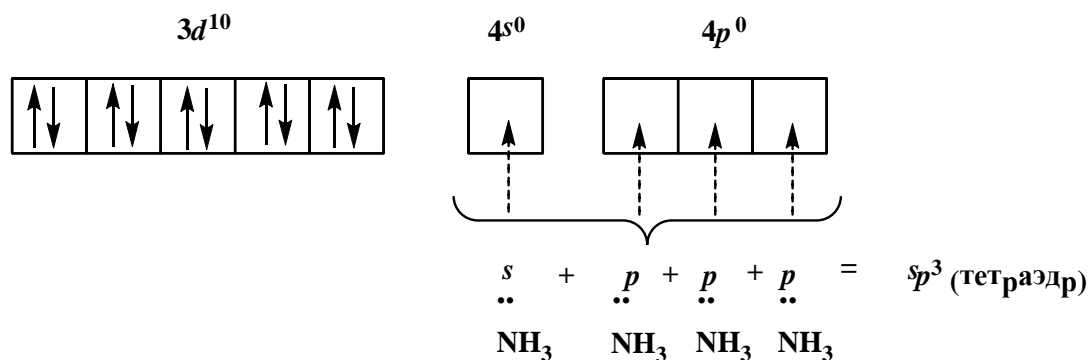 3d¹⁰ 4s⁰ 4p⁰
s + p + p + p = sp³ (тетраэдр)
NH₃ NH₃ NH₃ NH₃